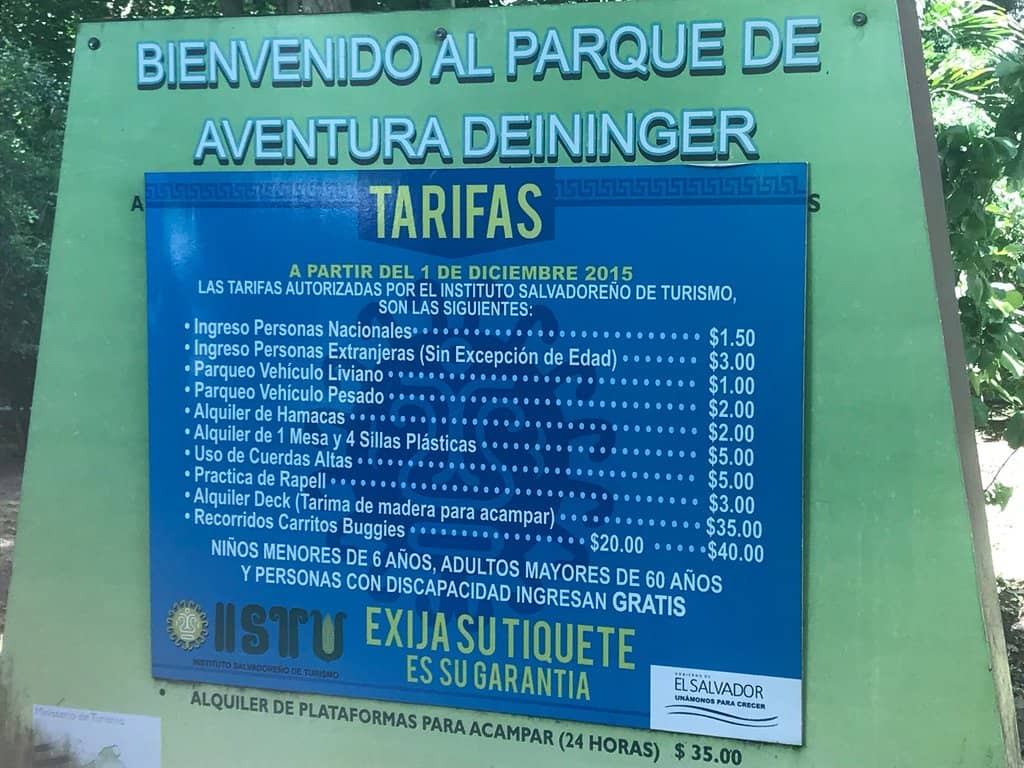 BIENVENIDO AL PARQUE DE
AVENTURA DEININGER
A
S
TARIFAS
A PARTIR DEL 1 DE DICIEMBRE 2015
LAS TARIFAS AUTORIZADAS POR EL INSTITUTO SALVADOREÑO DE TURISMO,
SON LAS SIGUIENTES:
• Ingreso Personas Nacionales $1.50
• Ingreso Personas Extranjeras (Sin Excepción de Edad) $3.00
• Parqueo Vehículo Liviano $1.00
• Parqueo Vehículo Pesado $2.00
• Alquiler de Hamacas $2.00
• Alquiler de 1 Mesa y 4 Sillas Plásticas $5.00
• Uso de Cuerdas Altas $5.00
• Practica de Rapell $3.00
• Alquiler Deck (Tarima de madera para acampar) $35.00
• Recorridos Carritos Buggies $20.00 $40.00
NIÑOS MENORES DE 6 AÑOS, ADULTOS MAYORES DE 60 AÑOS
Y PERSONAS CON DISCAPACIDAD INGRESAN GRATIS
ISTU
INSTITUTO SALVADOREÑO DE TURISMO
EXIJA SU TIQUETE
ES SU GARANTIA
GOBIERNO DE
EL SALVADOR
UNÁMONOS PARA CRECER
• ALQUILER DE PLATAFORMAS PARA ACAMPAR (24 HORAS) $ 35.00
Ministerio de Turismo